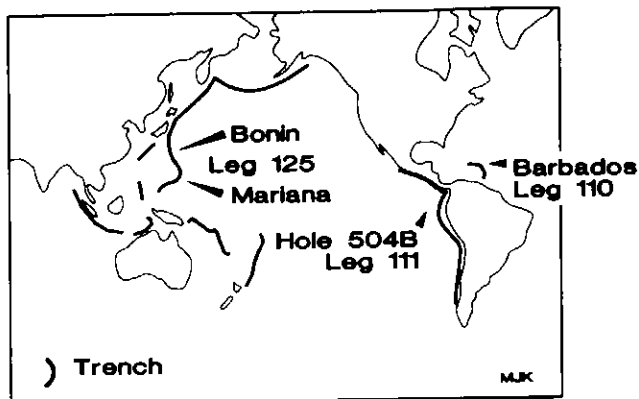 Bonin
Leg 125
Mariana
Barbados
Leg 110
Hole 504B
Leg 111
Trench
MJK